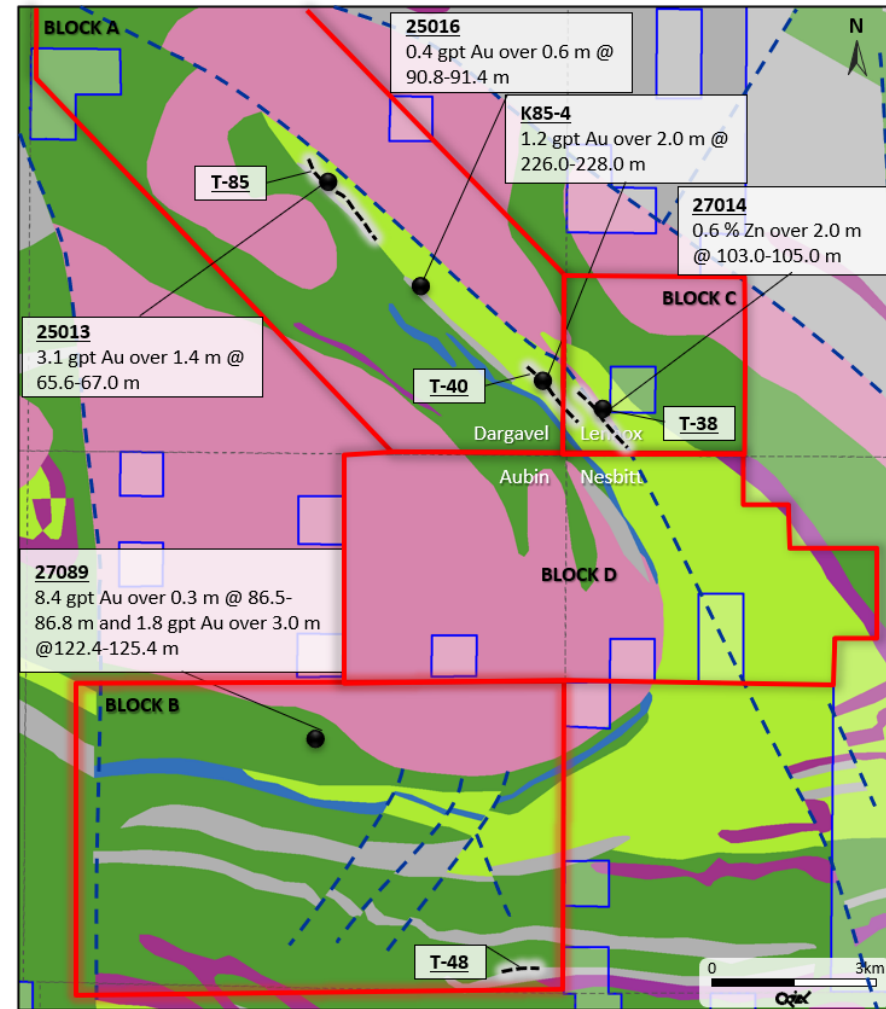 BLOCK A
25016
0.4 gpt Au over 0.6 m @
90.8-91.4 m
N
K85-4
1.2 gpt Au over 2.0 m @
226.0-228.0 m
T-85
27014
0.6 % Zn over 2.0 m
@ 103.0-105.0 m
BLOCK C
25013
3.1 gpt Au over 1.4 m @
65.6-67.0 m
T-40
T-38
Dargavel
Lennox
Aubin
Nesbitt
27089
8.4 gpt Au over 0.3 m @ 86.5-
86.8 m and 1.8 gpt Au over 3.0 m
@122.4-125.4 m
BLOCK D
BLOCK B
T-48
0
3km